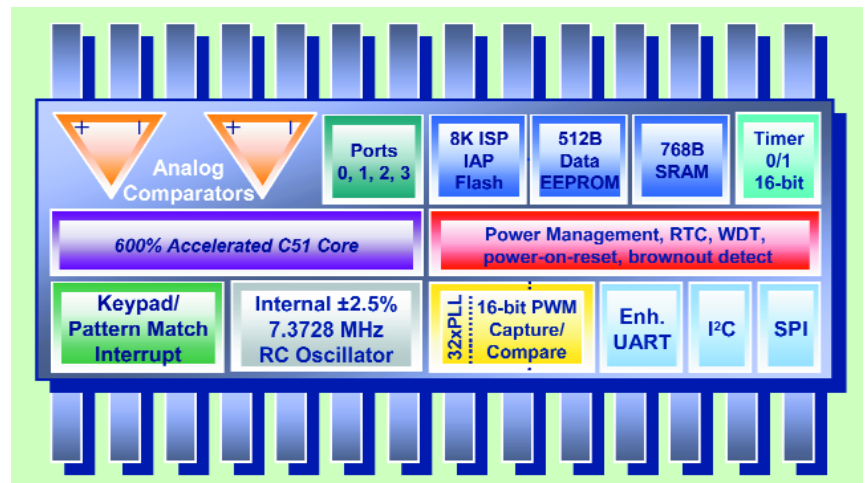 + −
+ −
Analog
Comparators
Ports
0, 1, 2, 3
8K ISP
IAP
Flash
512B
Data
EEPROM
768B
SRAM
Timer
0/1
16-bit
600% Accelerated C51 Core
Power Management, RTC, WDT,
power-on-reset, brownout detect
Keypad/
Pattern Match
Interrupt
Internal ±2.5%
7.3728 MHz
RC Oscillator
32xPLL
16-bit PWM
Capture/
Compare
Enh.
UART
I²C
SPI